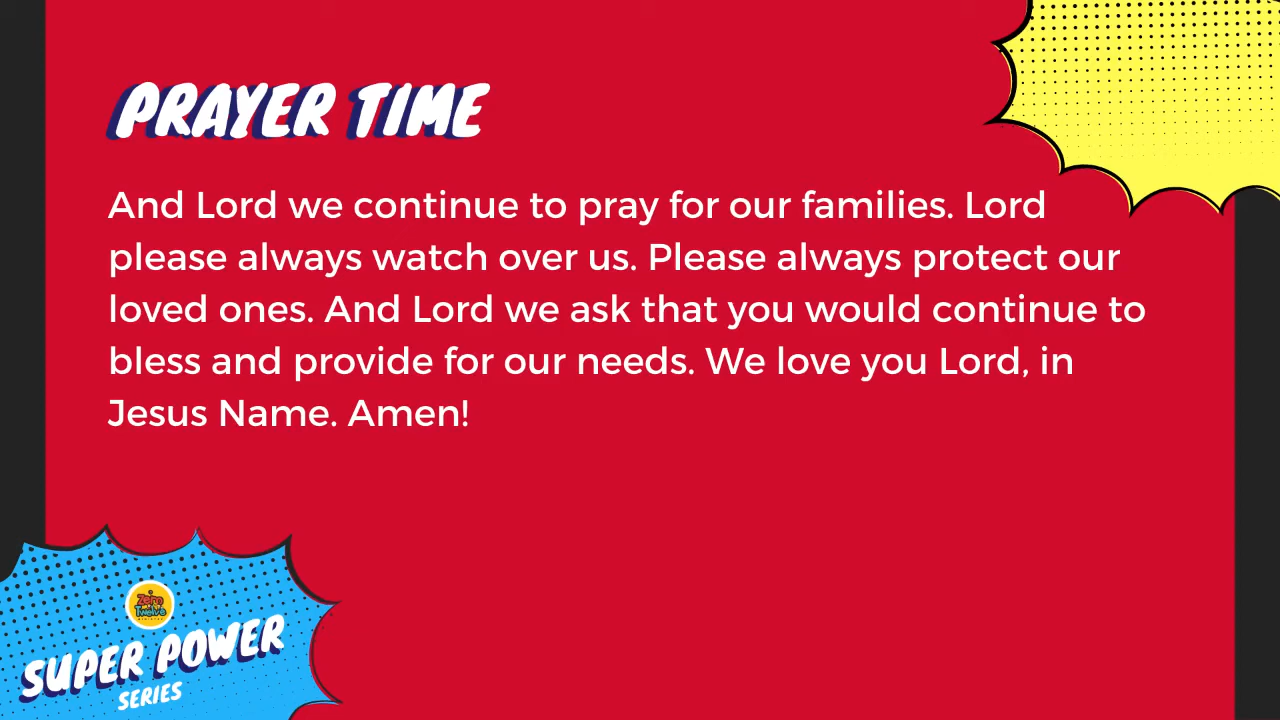 PRAYER TIME
And Lord we continue to pray for our families. Lord
please always watch over us. Please always protect our
loved ones. And Lord we ask that you would continue to
bless and provide for our needs. We love you Lord, in
Jesus Name. Amen!
Zero
Twelve
MINISTRY
SUPER POWER
SERIES